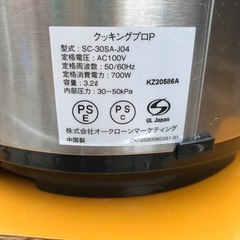 クッキングプロP
型式：SC-30SA-J04
定格電圧：AC100V
定格周波数：50/60Hz
定格消費電力：700W
容量：3.2ℓ
内部圧力：30~50kPa
KZ20586A
PS
E
PS
C
UL Japan
株式会社オークローンマーケティング
中国製